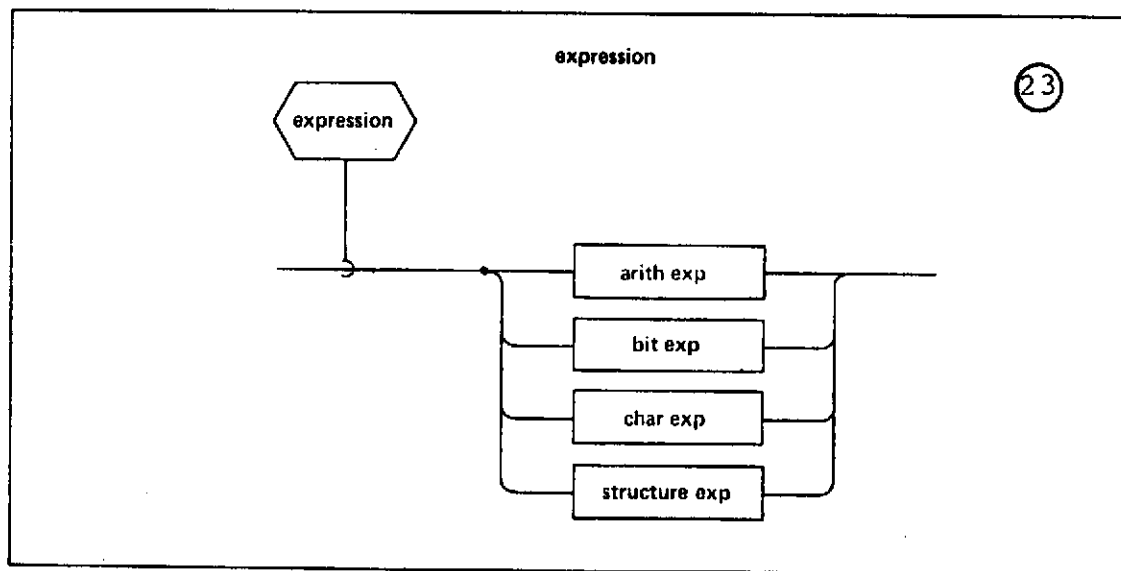 expression
23
expression
arith exp
bit exp
char exp
structure exp